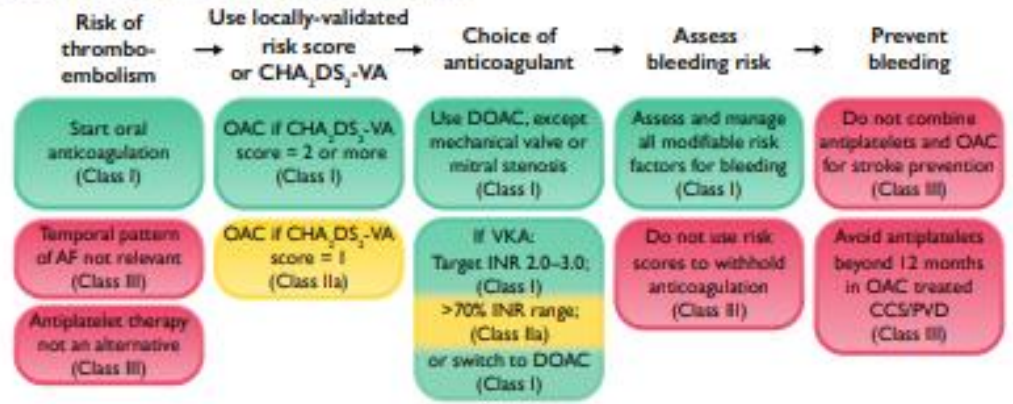 Risk of
thrombo-
embolism
→
Use locally-validated
risk score
or CHA₂DS₂-VA
→
Choice of
anticoagulant
→
Assess
bleeding risk
→
Prevent
bleeding
Start oral
anticoagulation
(Class I)
Temporal pattern
of AF not relevant
(Class III)
Antiplatelet therapy
not an alternative
(Class III)
OAC if CHA₂DS₂-VA
score = 2 or more
(Class I)
OAC if CHA₂DS₂-VA
score = 1
(Class IIa)
Use DOAC, except
mechanical valve or
mitral stenosis
(Class I)
If VKA:
Target INR 2.0–3.0;
(Class I)
>70% INR range;
(Class IIa)
or switch to DOAC
(Class I)
Assess and manage
all modifiable risk
factors for bleeding
(Class I)
Do not use risk
scores to withhold
anticoagulation
(Class III)
Do not combine
antiplatelets and OAC
for stroke prevention
(Class III)
Avoid antiplatelets
beyond 12 months
in OAC treated
CCS/PVD
(Class III)